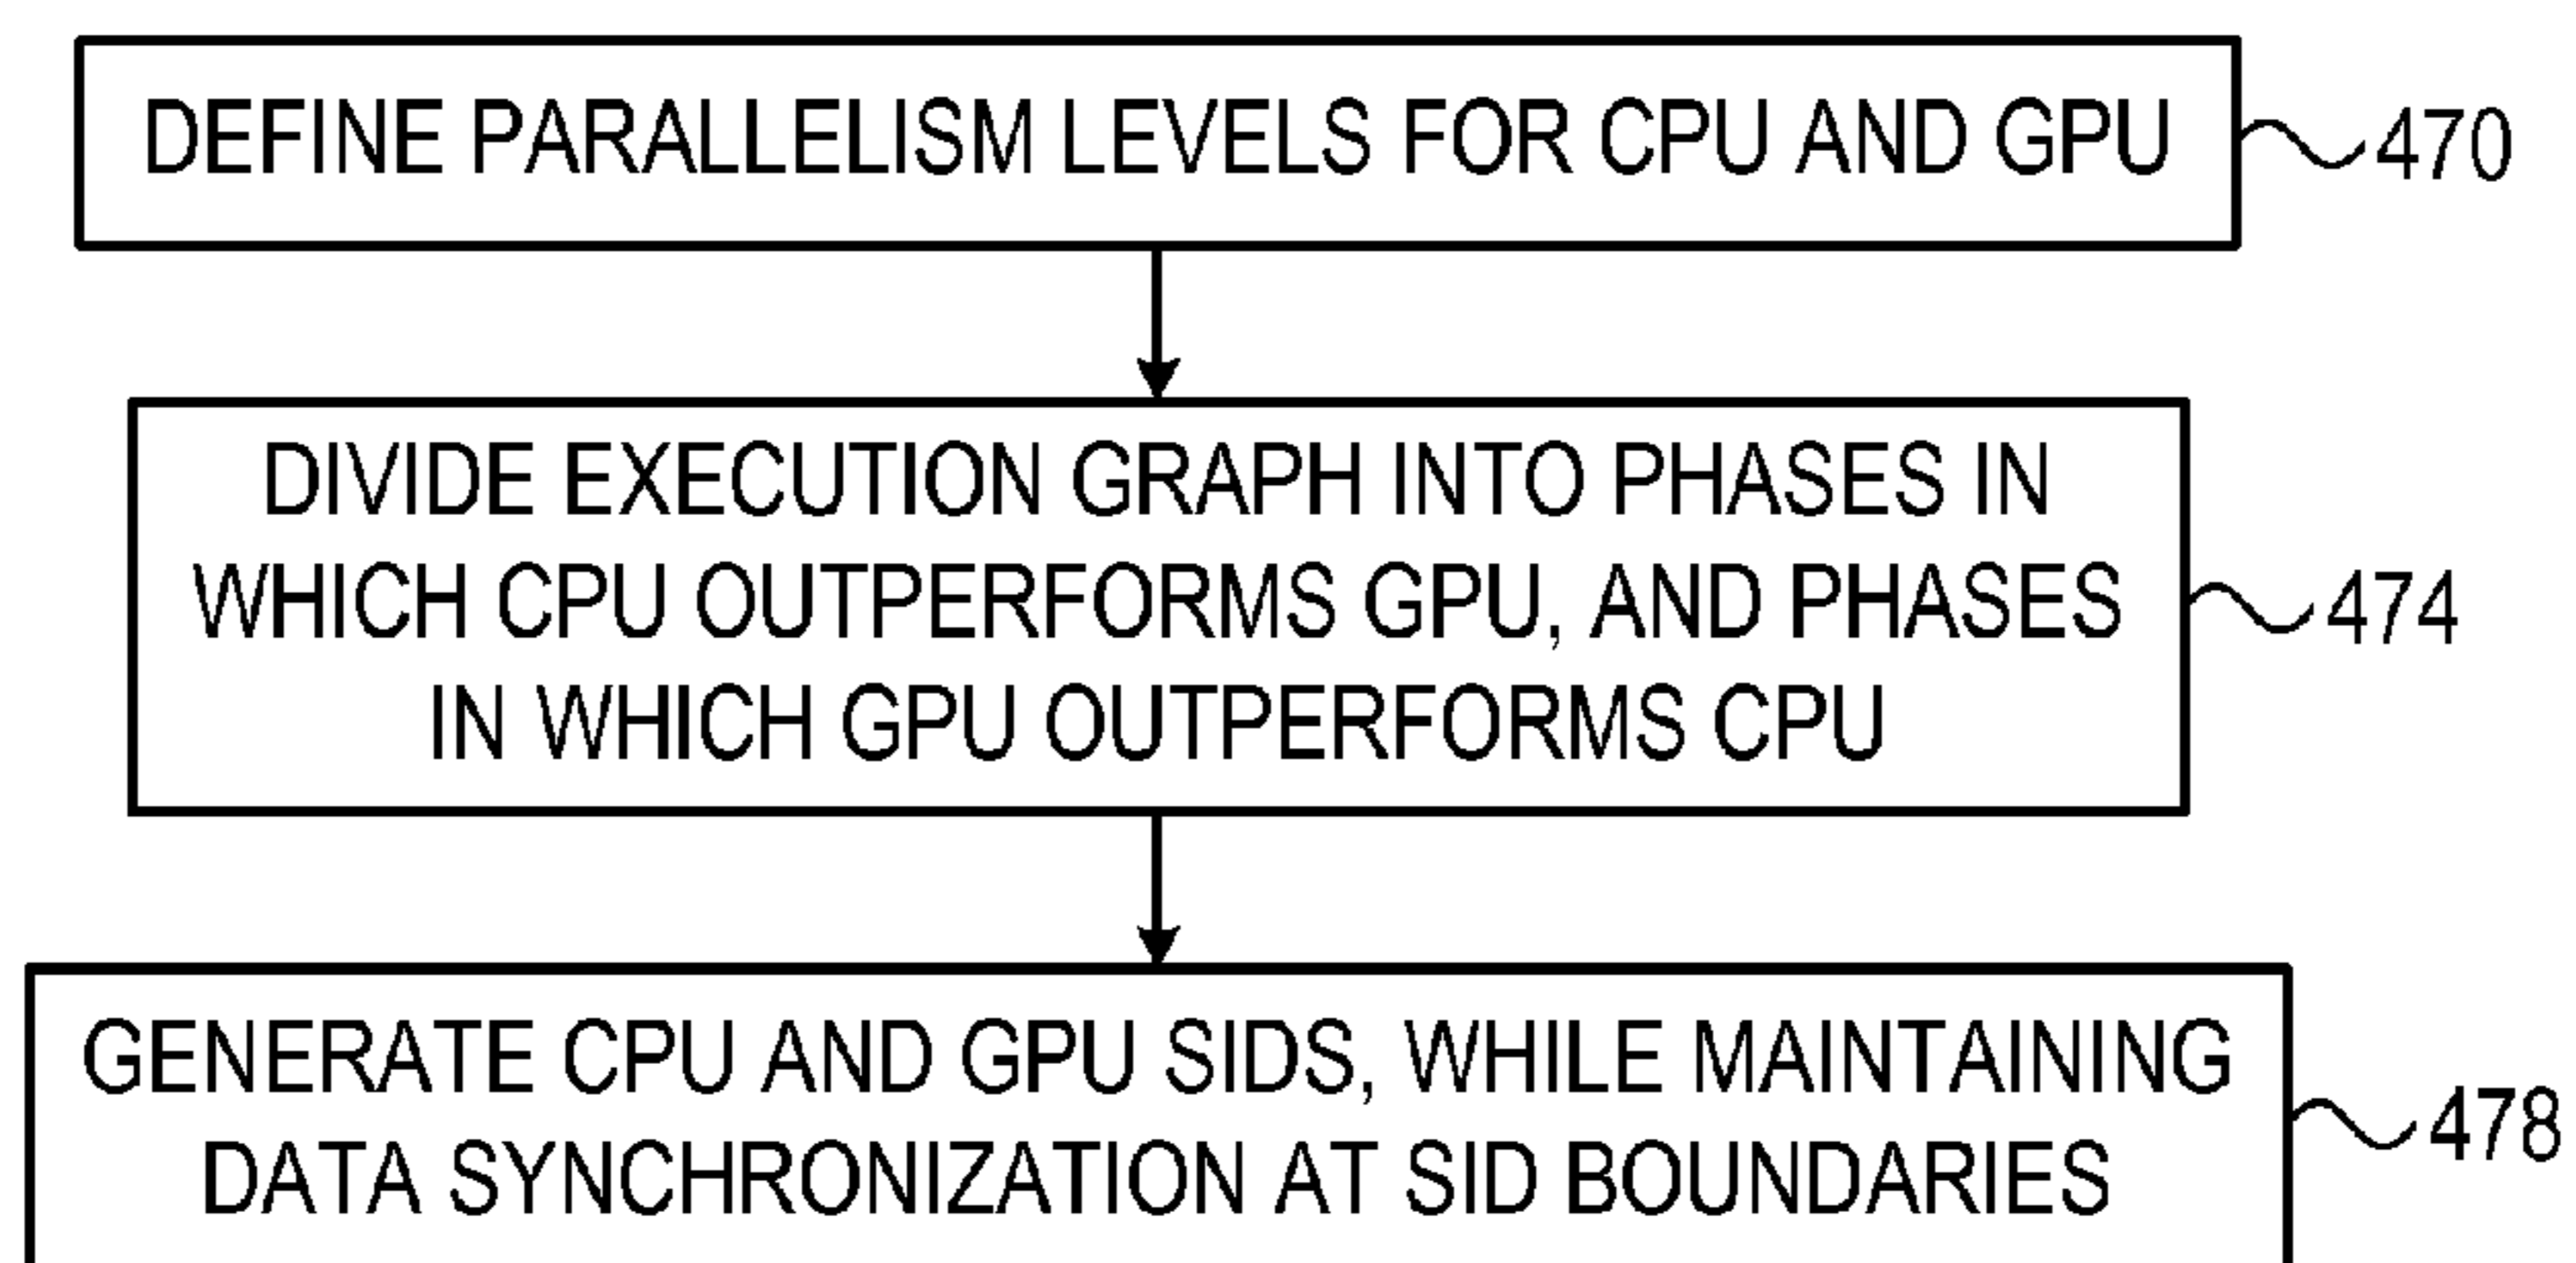 DEFINE PARALLELISM LEVELS FOR CPU AND GPU
470
DIVIDE EXECUTION GRAPH INTO PHASES IN
WHICH CPU OUTPERFORMS GPU, AND PHASES
IN WHICH GPU OUTPERFORMS CPU
474
GENERATE CPU AND GPU SIDS, WHILE MAINTAINING
DATA SYNCHRONIZATION AT SID BOUNDARIES
478